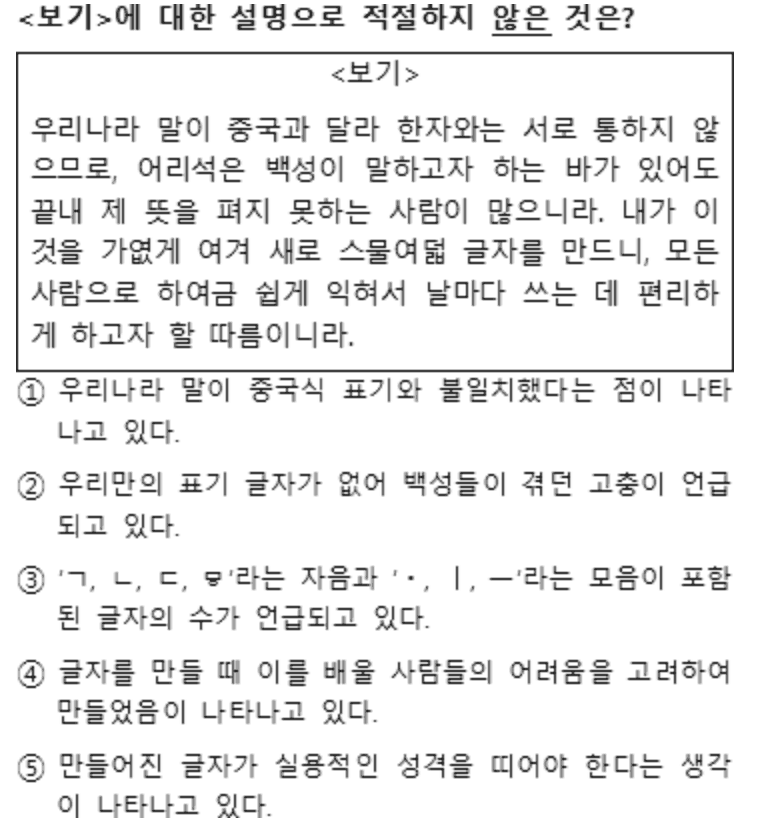 <보기>에 대한 설명으로 적절하지 않은 것은?
<보기>
우리나라 말이 중국과 달라 한자와는 서로 통하지 않
으므로, 어리석은 백성이 말하고자 하는 바가 있어도
끝내 제 뜻을 펴지 못하는 사람이 많으니라. 내가 이
것을 가엾게 여겨 새로 스물여덟 글자를 만드니, 모든
사람으로 하여금 쉽게 익혀서 날마다 쓰는 데 편리하
게 하고자 할 따름이니라.
① 우리나라 말이 중국식 표기와 불일치했다는 점이 나타
나고 있다.
② 우리만의 표기 글자가 없어 백성들이 겪던 고충이 언급
되고 있다.
③ 'ㄱ, ㄴ, ㄷ, ㅱ'라는 자음과 'ㆍ, ㅣ, ㅡ'라는 모음이 포함
된 글자의 수가 언급되고 있다.
④ 글자를 만들 때 이를 배울 사람들의 어려움을 고려하여
만들었음이 나타나고 있다.
⑤ 만들어진 글자가 실용적인 성격을 띠어야 한다는 생각
이 나타나고 있다.